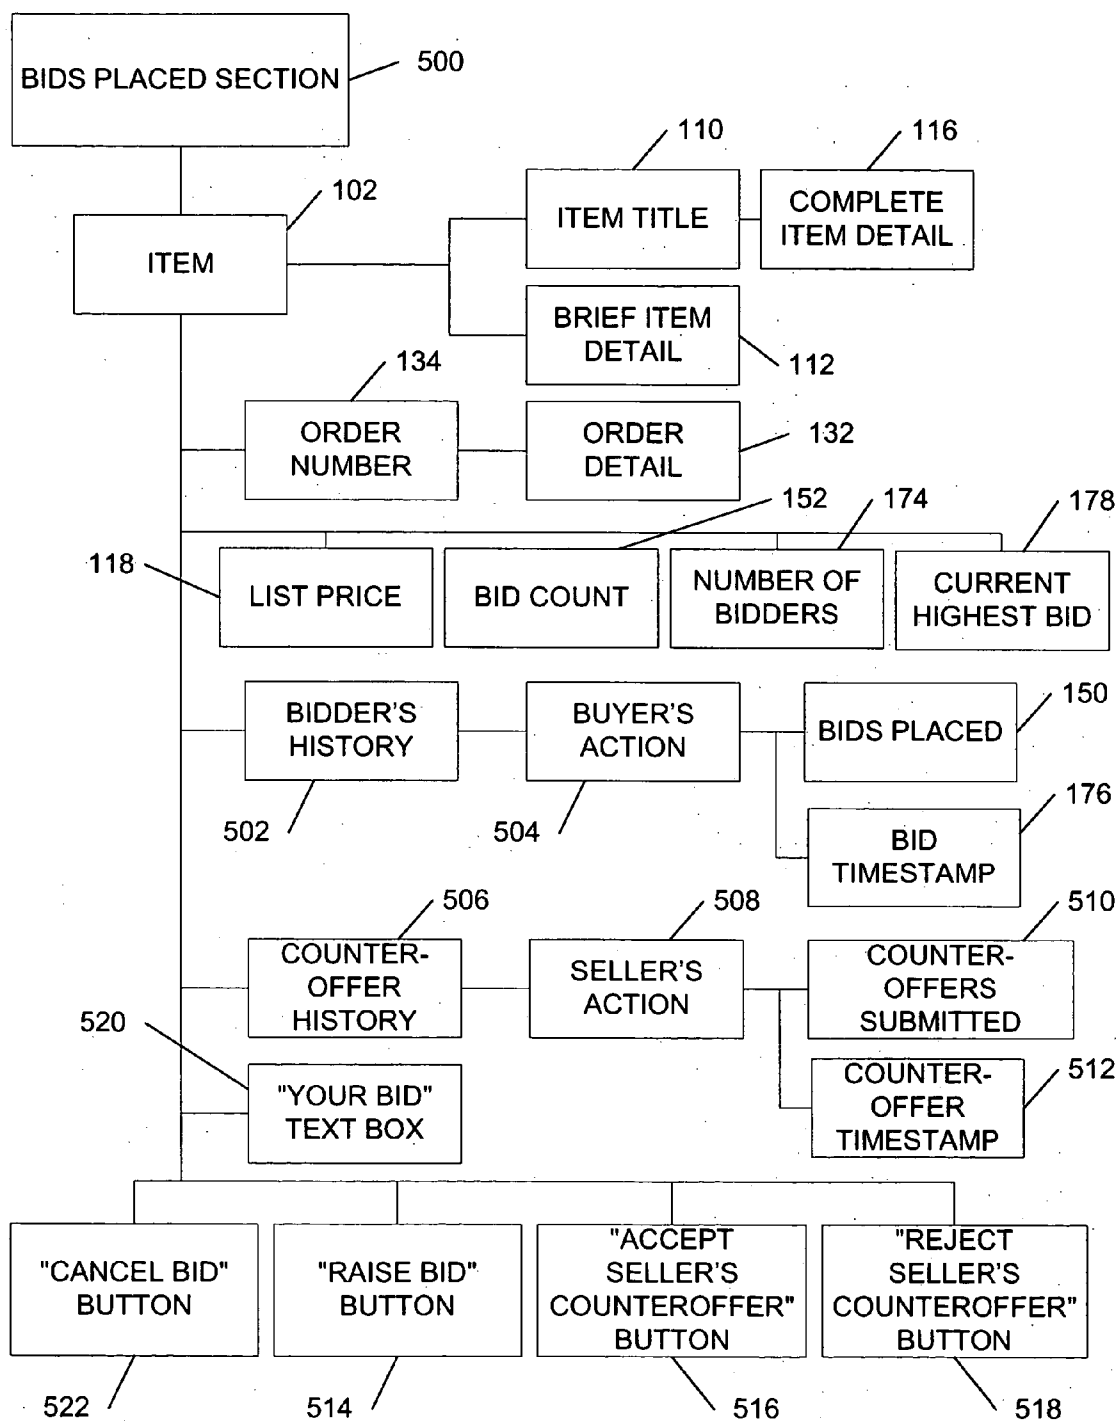 BIDS PLACED SECTION
500
110
116
102
ITEM TITLE
COMPLETE
ITEM DETAIL
ITEM
BRIEF ITEM
DETAIL
134
112
ORDER
NUMBER
ORDER
DETAIL
132
152
174
178
118
LIST PRICE
BID COUNT
NUMBER OF
BIDDERS
CURRENT
HIGHEST BID
BIDDER'S
HISTORY
BUYER'S
ACTION
BIDS PLACED
150
176
502
504
BID
TIMESTAMP
506
508
510
COUNTER-
OFFER
HISTORY
SELLER'S
ACTION
COUNTER-
OFFERS
SUBMITTED
520
"YOUR BID"
TEXT BOX
COUNTER-
OFFER
TIMESTAMP
512
"CANCEL BID"
BUTTON
"RAISE BID"
BUTTON
"ACCEPT
SELLER'S
COUNTEROFFER"
BUTTON
"REJECT
SELLER'S
COUNTEROFFER"
BUTTON
522
514
516
518